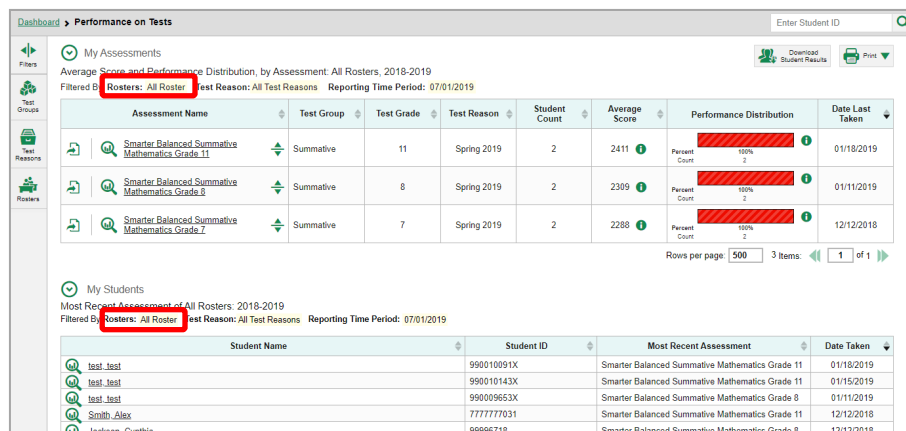 Dashboard > Performance on Tests
Enter Student ID
Filters
Test Groups
Test Reasons
Rosters
My Assessments
Download Student Results
Print
Average Score and Performance Distribution, by Assessment: All Rosters, 2018-2019
Filtered By Rosters: All Roster Test Reason: All Test Reasons Reporting Time Period: 07/01/2019
Assessment Name Test Group Test Grade Test Reason Student Count Average Score Performance Distribution Date Last Taken
Smarter Balanced Summative Mathematics Grade 11 Summative 11 Spring 2019 2 2411 Percent 100% Count 2 01/18/2019
Smarter Balanced Summative Mathematics Grade 8 Summative 8 Spring 2019 2 2309 Percent 100% Count 2 01/11/2019
Smarter Balanced Summative Mathematics Grade 7 Summative 7 Spring 2019 2 2288 Percent 100% Count 2 12/12/2018
Rows per page: 500 3 Items: 1 of 1
My Students
Most Recent Assessment of All Rosters: 2018-2019
Filtered By Rosters: All Roster Test Reason: All Test Reasons Reporting Time Period: 07/01/2019
Student Name Student ID Most Recent Assessment Date Taken
test, test 990010091X Smarter Balanced Summative Mathematics Grade 11 01/18/2019
test, test 990010143X Smarter Balanced Summative Mathematics Grade 11 01/15/2019
test, test 990009653X Smarter Balanced Summative Mathematics Grade 8 01/11/2019
Smith, Alex 7777777031 Smarter Balanced Summative Mathematics Grade 11 12/12/2018
Smarter Balanced Summative Mathematics Grade 8 12/12/2018